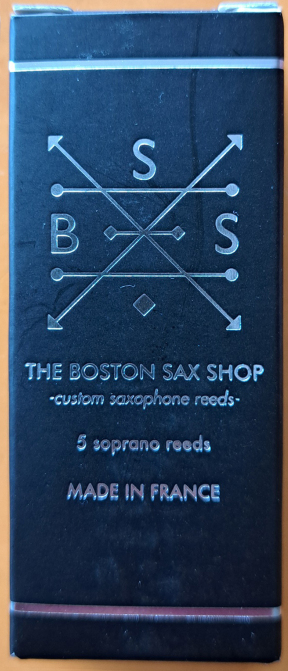 S
B S
THE BOSTON SAX SHOP
-custom saxophone reeds-
5 soprano reeds
MADE IN FRANCE